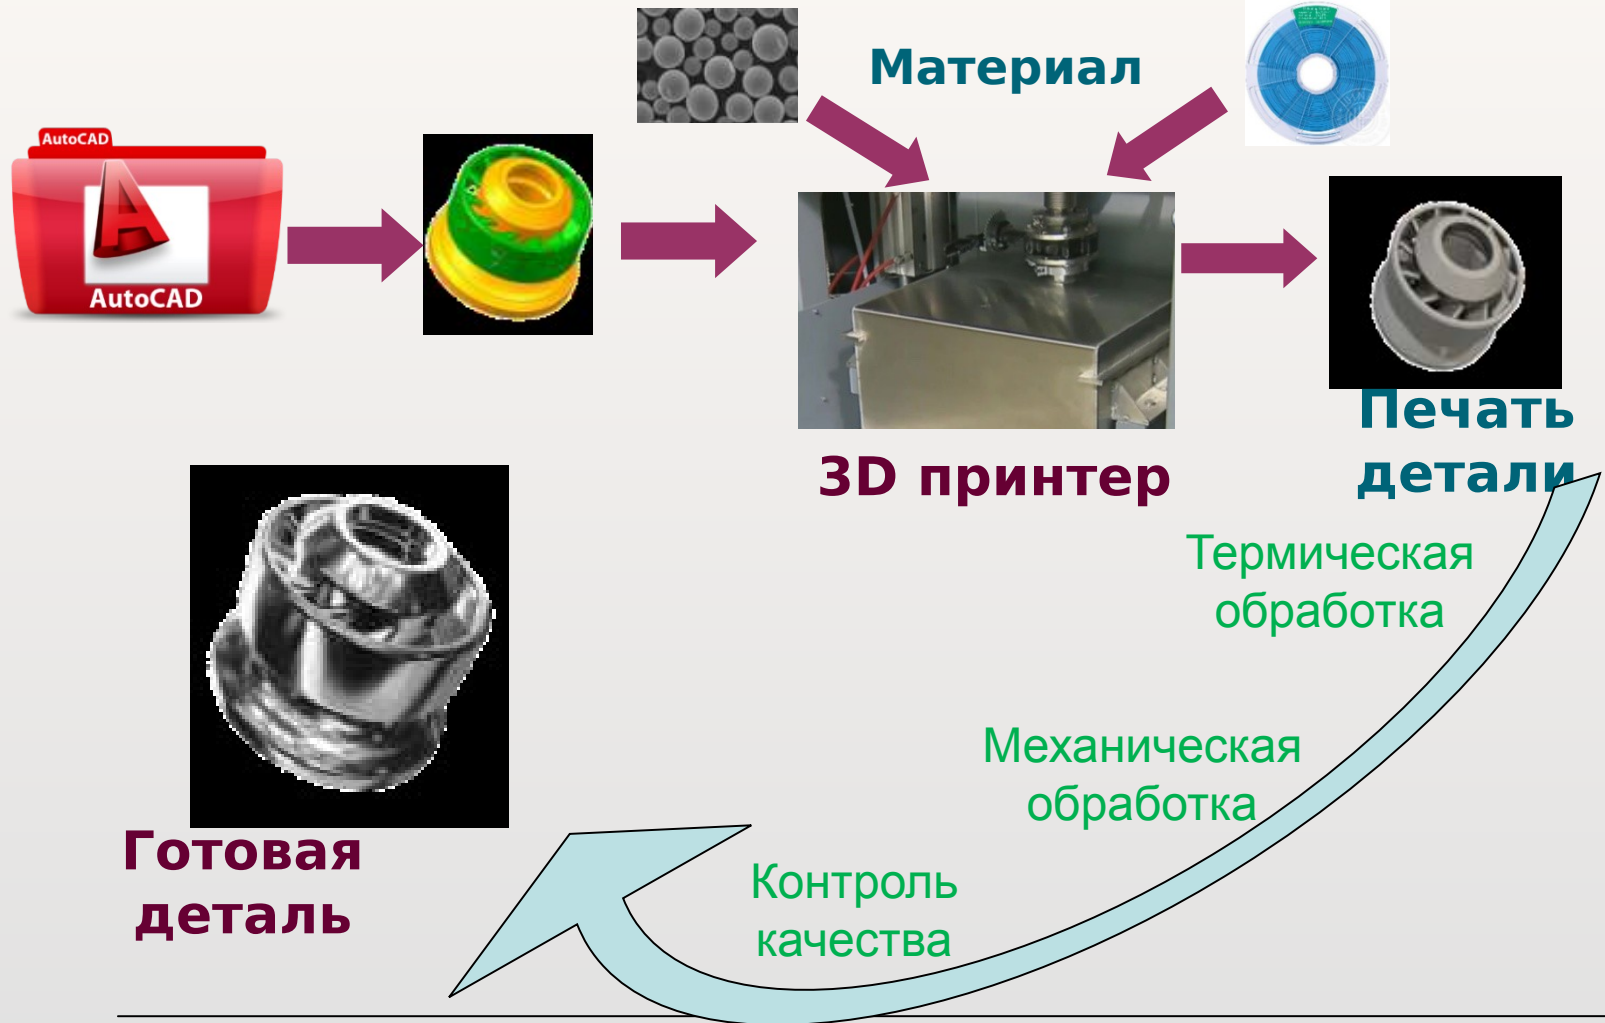 Материал
AutoCAD
AutoCAD
3D принтер
Печать
детали
Термическая
обработка
Механическая
обработка
Контроль
качества
Готовая
деталь